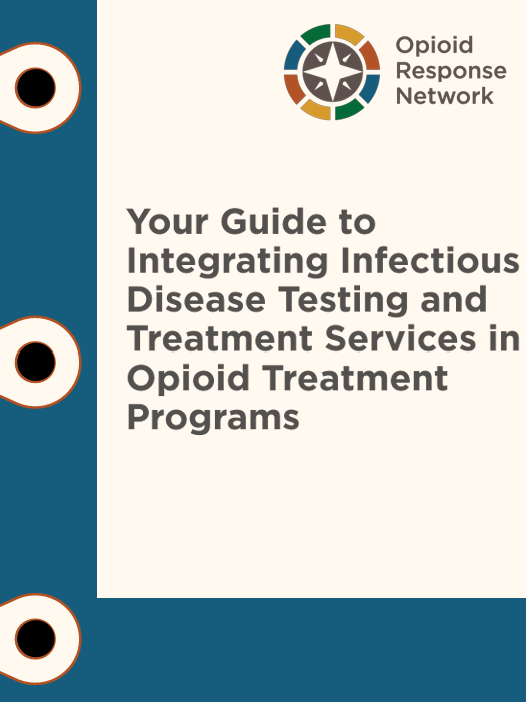 Opioid
Response
Network
Your Guide to
Integrating Infectious
Disease Testing and
Treatment Services in
Opioid Treatment
Programs